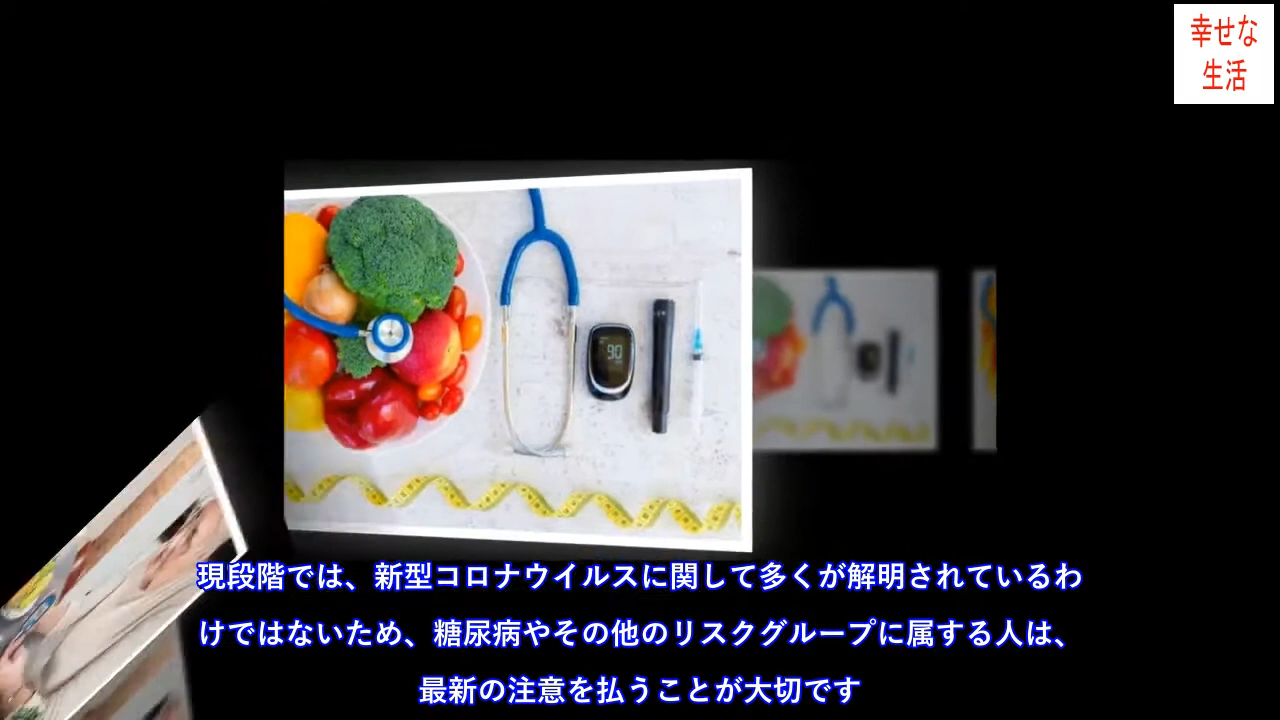 幸せな
生活
90
現段階では、新型コロナウイルスに関して多くが解明されているわ
けではないため、糖尿病やその他のリスクグループに属する人は、
最新の注意を払うことが大切です